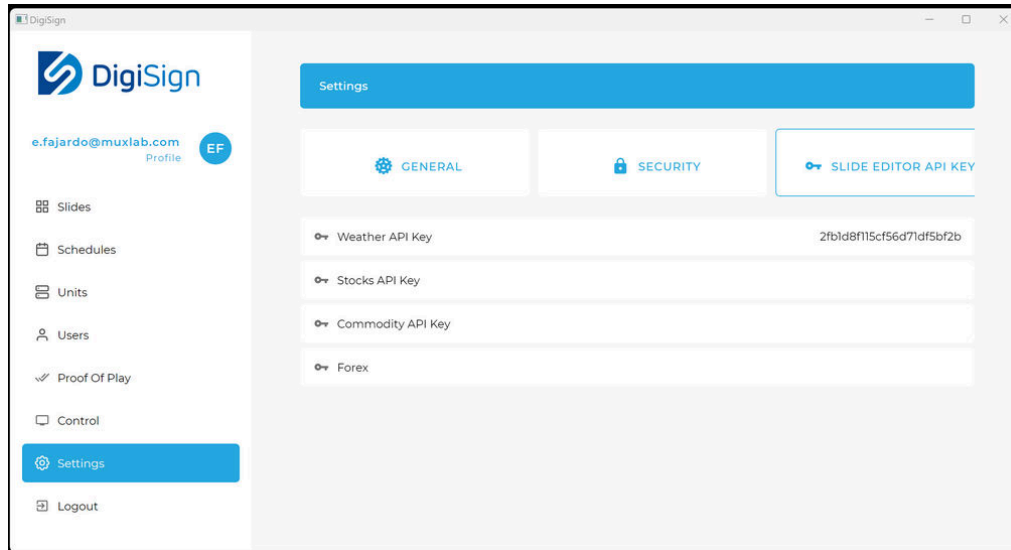 DigiSign
DigiSign
e.fajardo@muxlab.com
Profile
EF
Slides
Schedules
Units
Users
Proof Of Play
Control
Settings
Logout
Settings
GENERAL
SECURITY
SLIDE EDITOR API KEY
Weather API Key 2fb1d8f115cf56d71df5bf2b
Stocks API Key
Commodity API Key
Forex